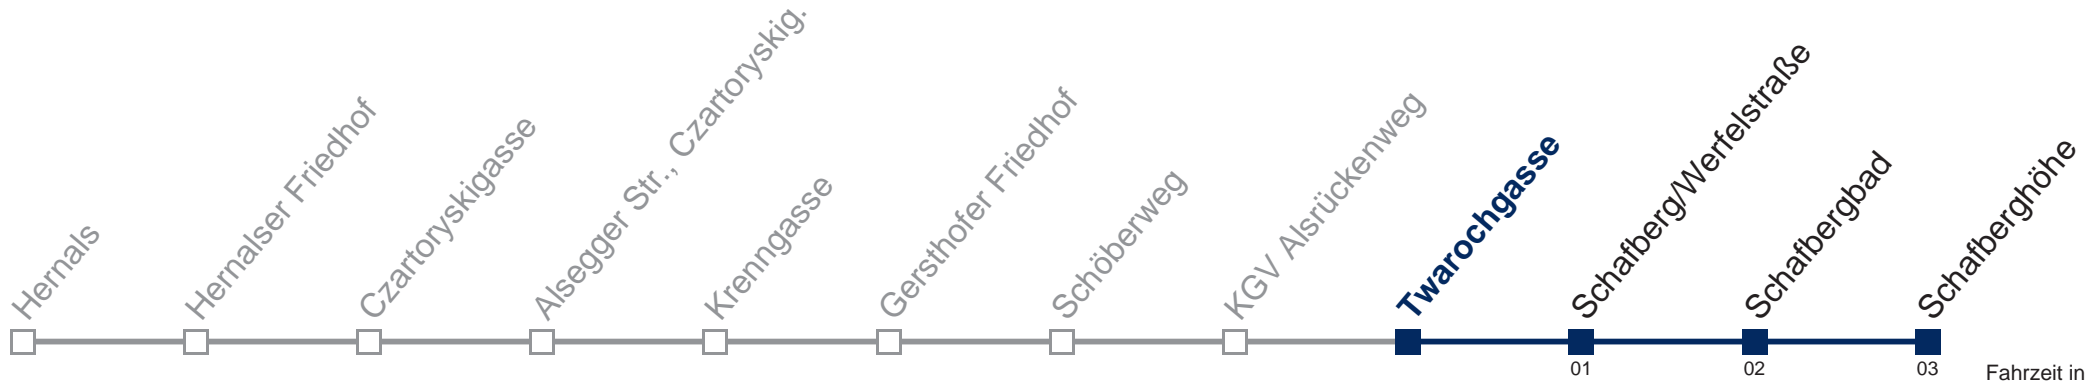 Hernals
Hernalser Friedhof
Czartoryskigasse
Alsegger Str., Czartoryskig.
Krenngasse
Gersthofer Friedhof
Schöberweg
KGV Alsrückenweg
Twarochgasse
Schafberg/Werfelstraße
Schafbergbad
Schafberghöhe
01
02
03
Fahrzeit in